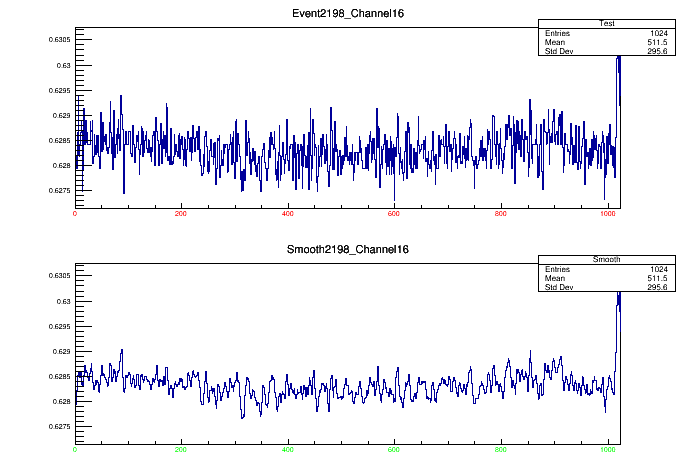 Event2198_Channel16
Test
Entries 1024
Mean 511.5
Std Dev 295.6
0.6305
0.63
0.6295
0.629
0.6285
0.628
0.6275
0 200 400 600 800 1000
Smooth2198_Channel16
Smooth
Entries 1024
Mean 511.5
Std Dev 295.6
0.6305
0.63
0.6295
0.629
0.6285
0.628
0.6275
0 200 400 600 800 1000